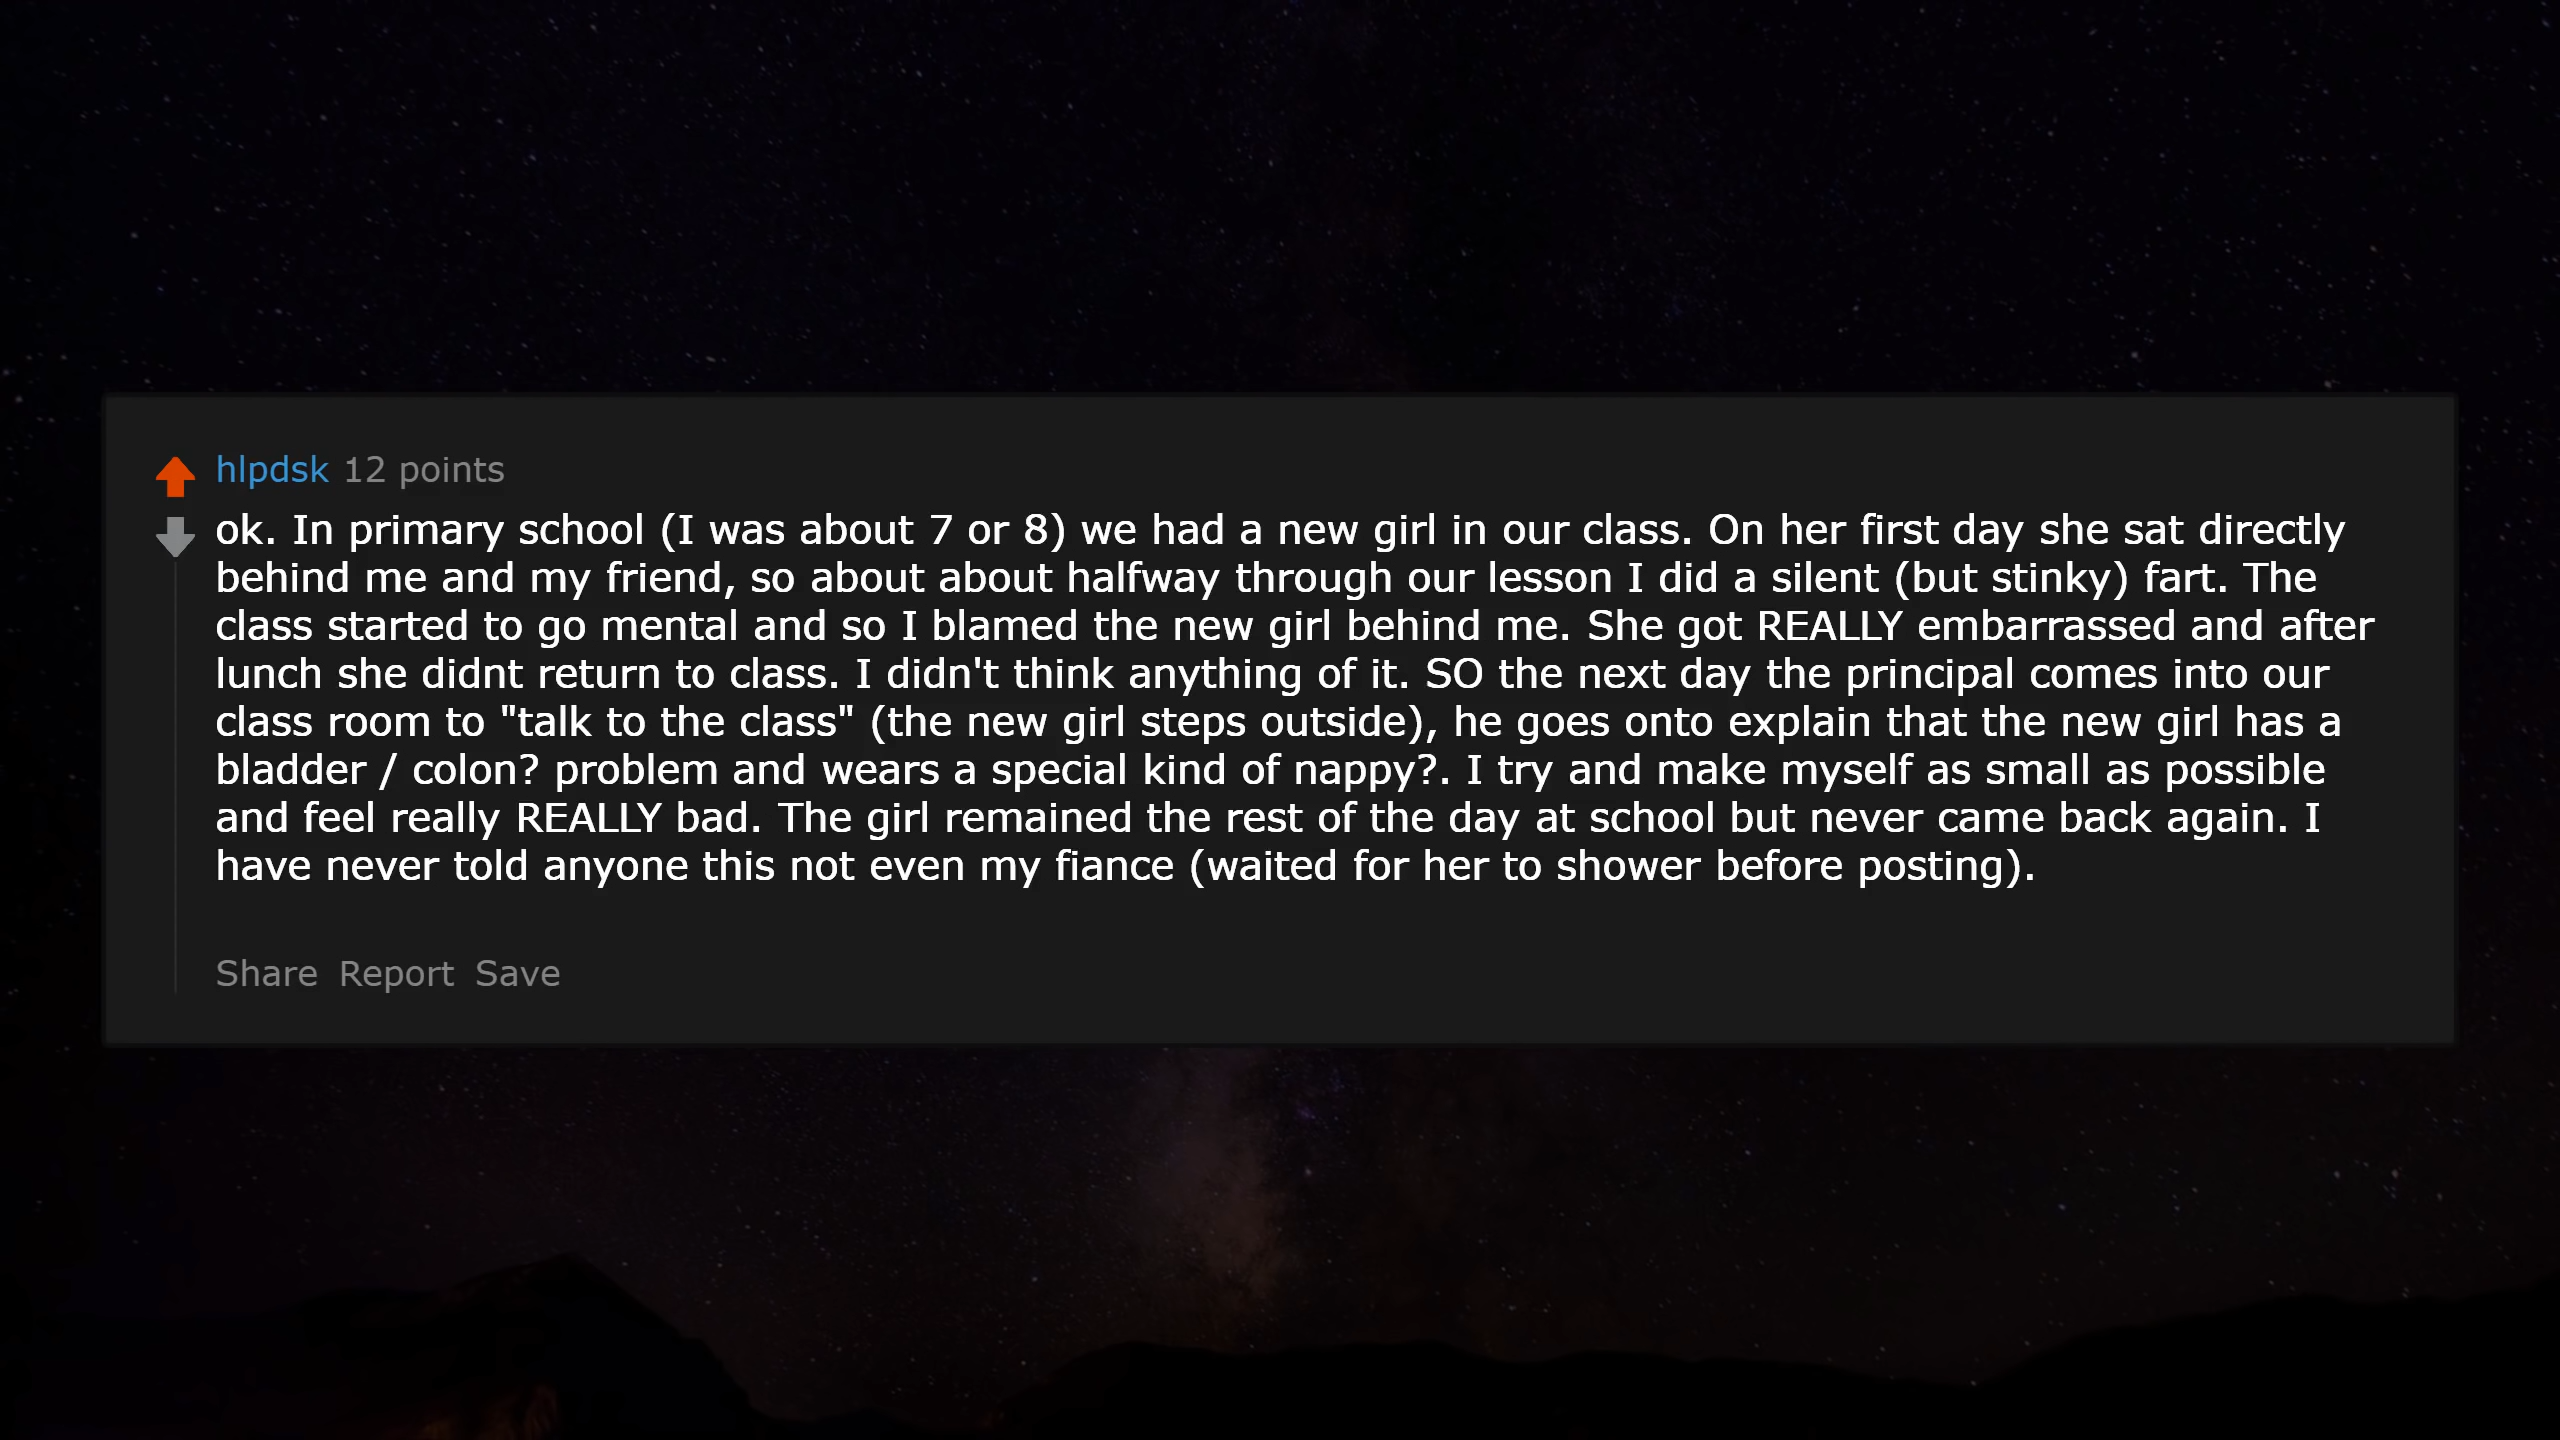 hlpdsk 12 points
ok. In primary school (I was about 7 or 8) we had a new girl in our class. On her first day she sat directly
behind me and my friend, so about about halfway through our lesson I did a silent (but stinky) fart. The
class started to go mental and so I blamed the new girl behind me. She got REALLY embarrassed and after
lunch she didnt return to class. I didn't think anything of it. SO the next day the principal comes into our
class room to "talk to the class" (the new girl steps outside), he goes onto explain that the new girl has a
bladder / colon? problem and wears a special kind of nappy?. I try and make myself as small as possible
and feel really REALLY bad. The girl remained the rest of the day at school but never came back again. I
have never told anyone this not even my fiance (waited for her to shower before posting).
Share Report Save